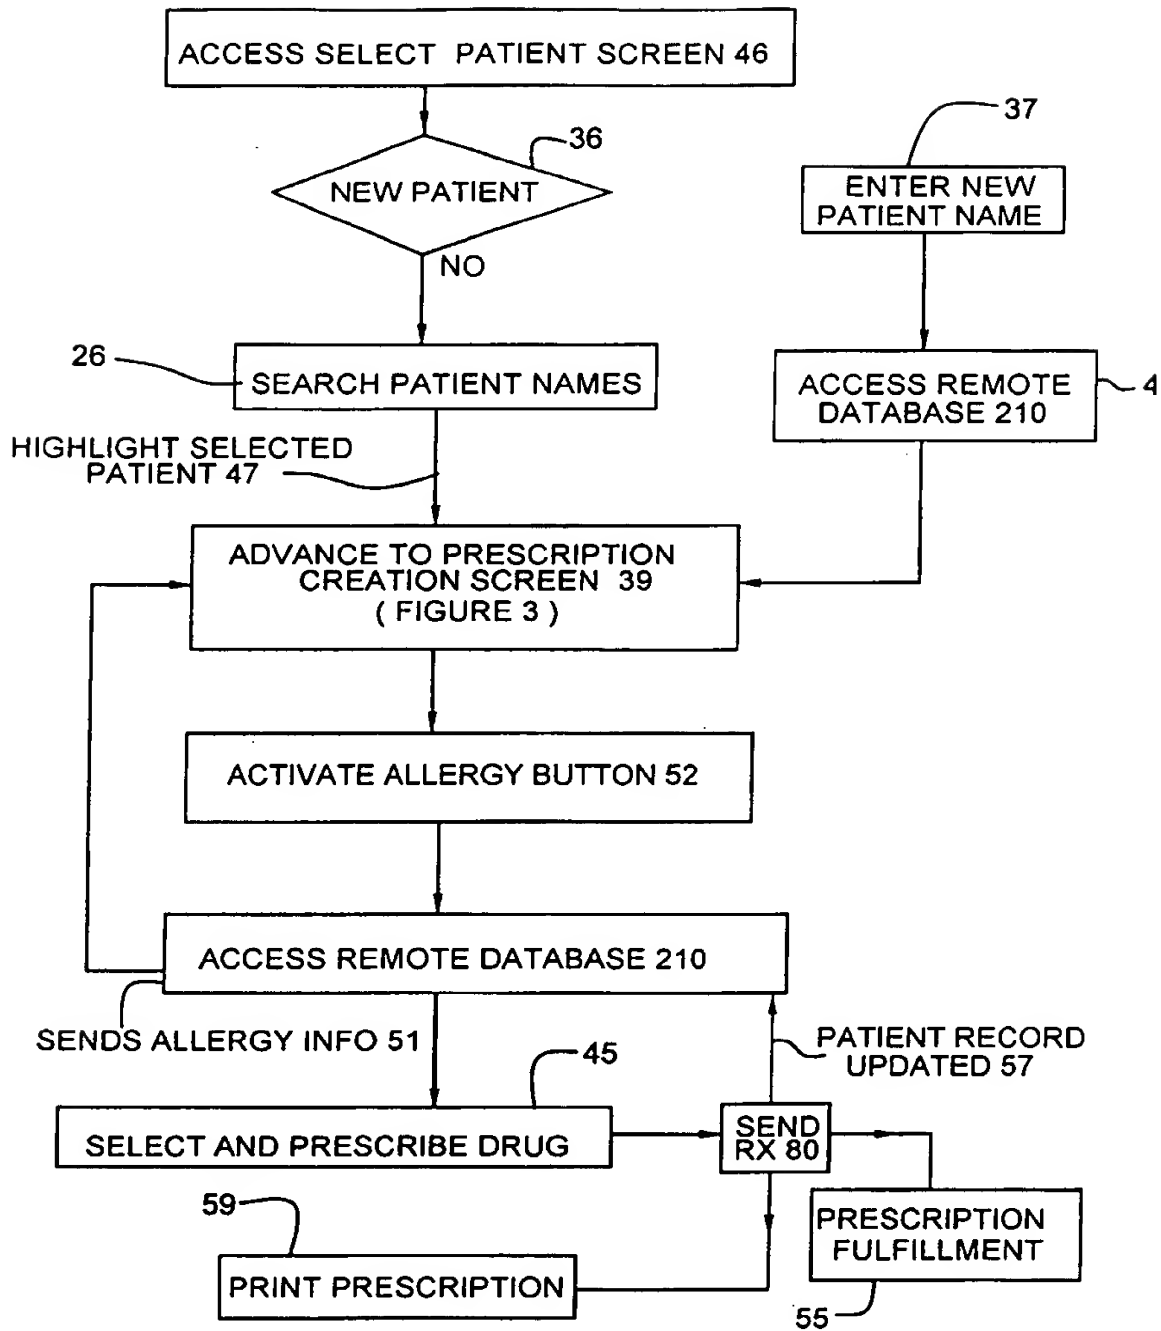 ACCESS SELECT PATIENT SCREEN 46
36
NEW PATIENT
NO
37
ENTER NEW
PATIENT NAME
26
SEARCH PATIENT NAMES
ACCESS REMOTE
DATABASE 210
4
HIGHLIGHT SELECTED
PATIENT 47
ADVANCE TO PRESCRIPTION
CREATION SCREEN 39
( FIGURE 3 )
ACTIVATE ALLERGY BUTTON 52
ACCESS REMOTE DATABASE 210
SENDS ALLERGY INFO 51
PATIENT RECORD
UPDATED 57
45
SELECT AND PRESCRIBE DRUG
SEND
RX 80
59
PRINT PRESCRIPTION
PRESCRIPTION
FULFILLMENT
55